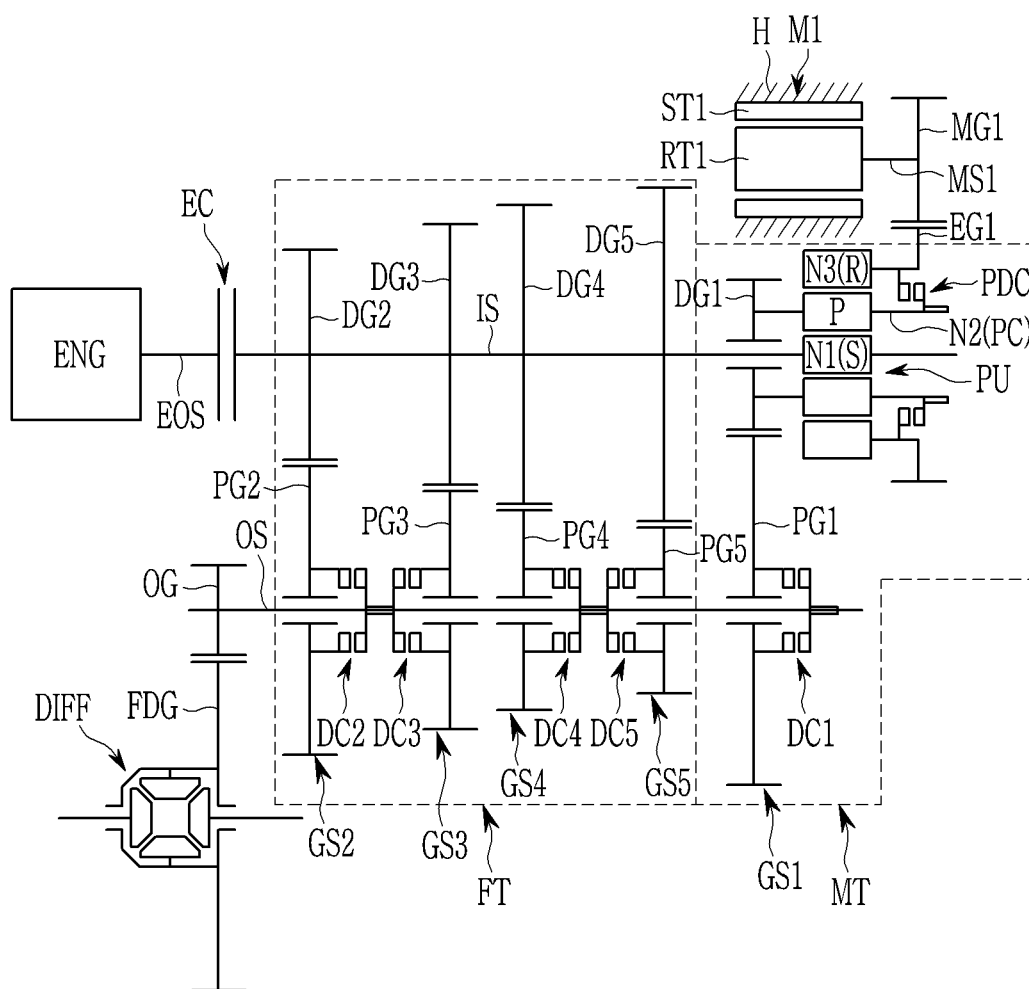 H
M1
ST1
MG1
RT1
MS1
EC
EG1
DG5
DG3
N3(R)
DG4
DG1
PDC
DG2
IS
P
N2(PC)
ENG
N1(S)
PU
EOS
PG2
PG3
PG4
PG1
OS
PG5
OG
DIFF
FDG
DC2
DC3
DC4
DC5
DC1
GS4
GS5
GS2
GS3
FT
GS1
MT